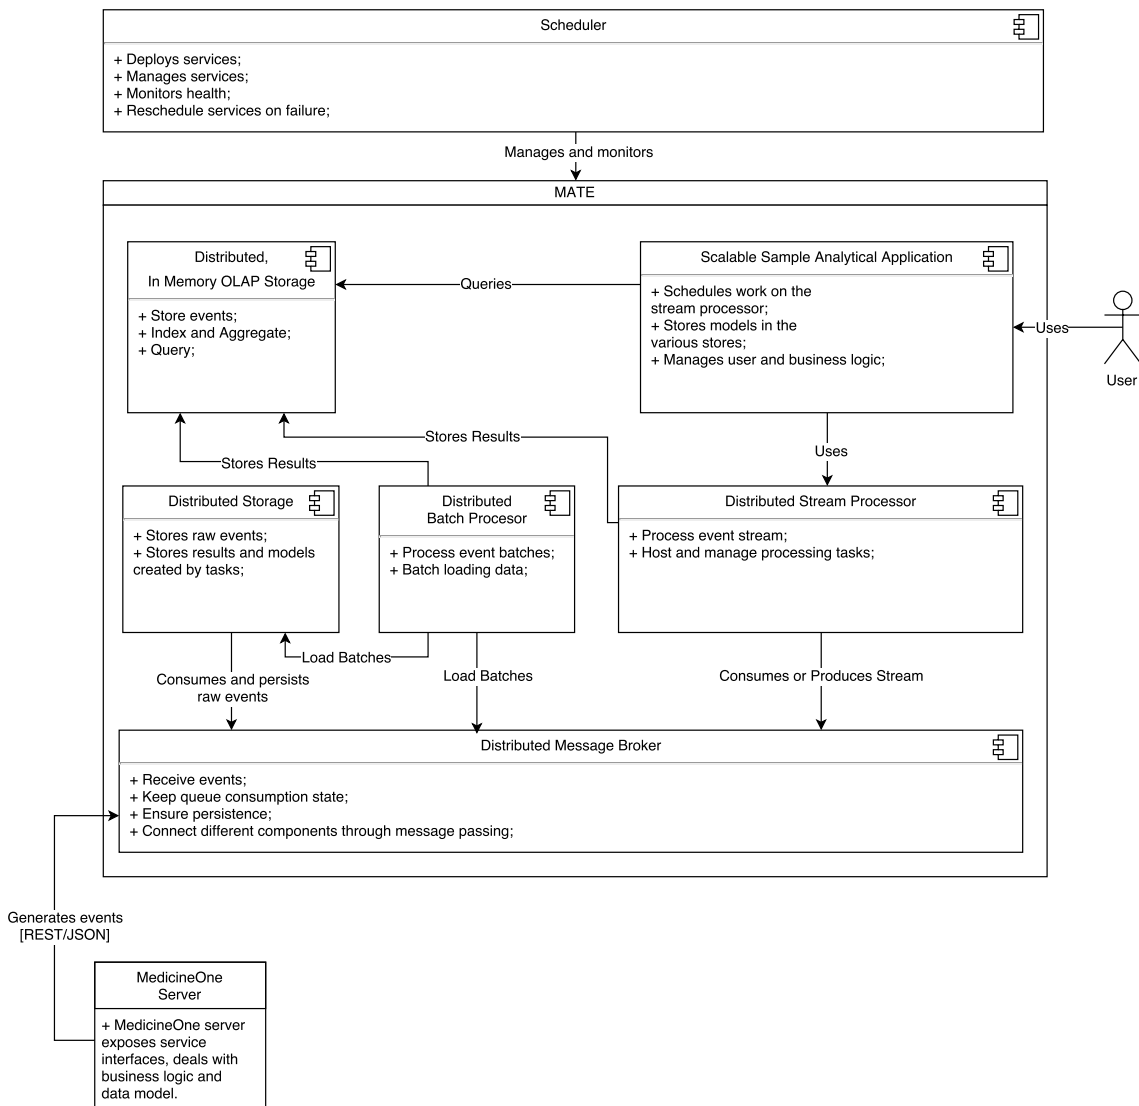 Scheduler
+ Deploys services;
+ Manages services;
+ Monitors health;
+ Reschedule services on failure;
Manages and monitors
MATE
Distributed,
In Memory OLAP Storage
+ Store events;
+ Index and Aggregate;
+ Query;
Queries
Scalable Sample Analytical Application
+ Schedules work on the
stream processor;
+ Stores models in the
various stores;
+ Manages user and business logic;
Uses
User
Stores Results
Stores Results
Uses
Distributed Storage
+ Stores raw events;
+ Stores results and models
created by tasks;
Distributed
Batch Procesor
+ Process event batches;
+ Batch loading data;
Distributed Stream Processor
+ Process event stream;
+ Host and manage processing tasks;
Load Batches
Consumes and persists
raw events
Load Batches
Consumes or Produces Stream
Distributed Message Broker
+ Receive events;
+ Keep queue consumption state;
+ Ensure persistence;
+ Connect different components through message passing;
Generates events
[REST/JSON]
MedicineOne
Server
+ MedicineOne server
exposes service
interfaces, deals with
business logic and
data model.